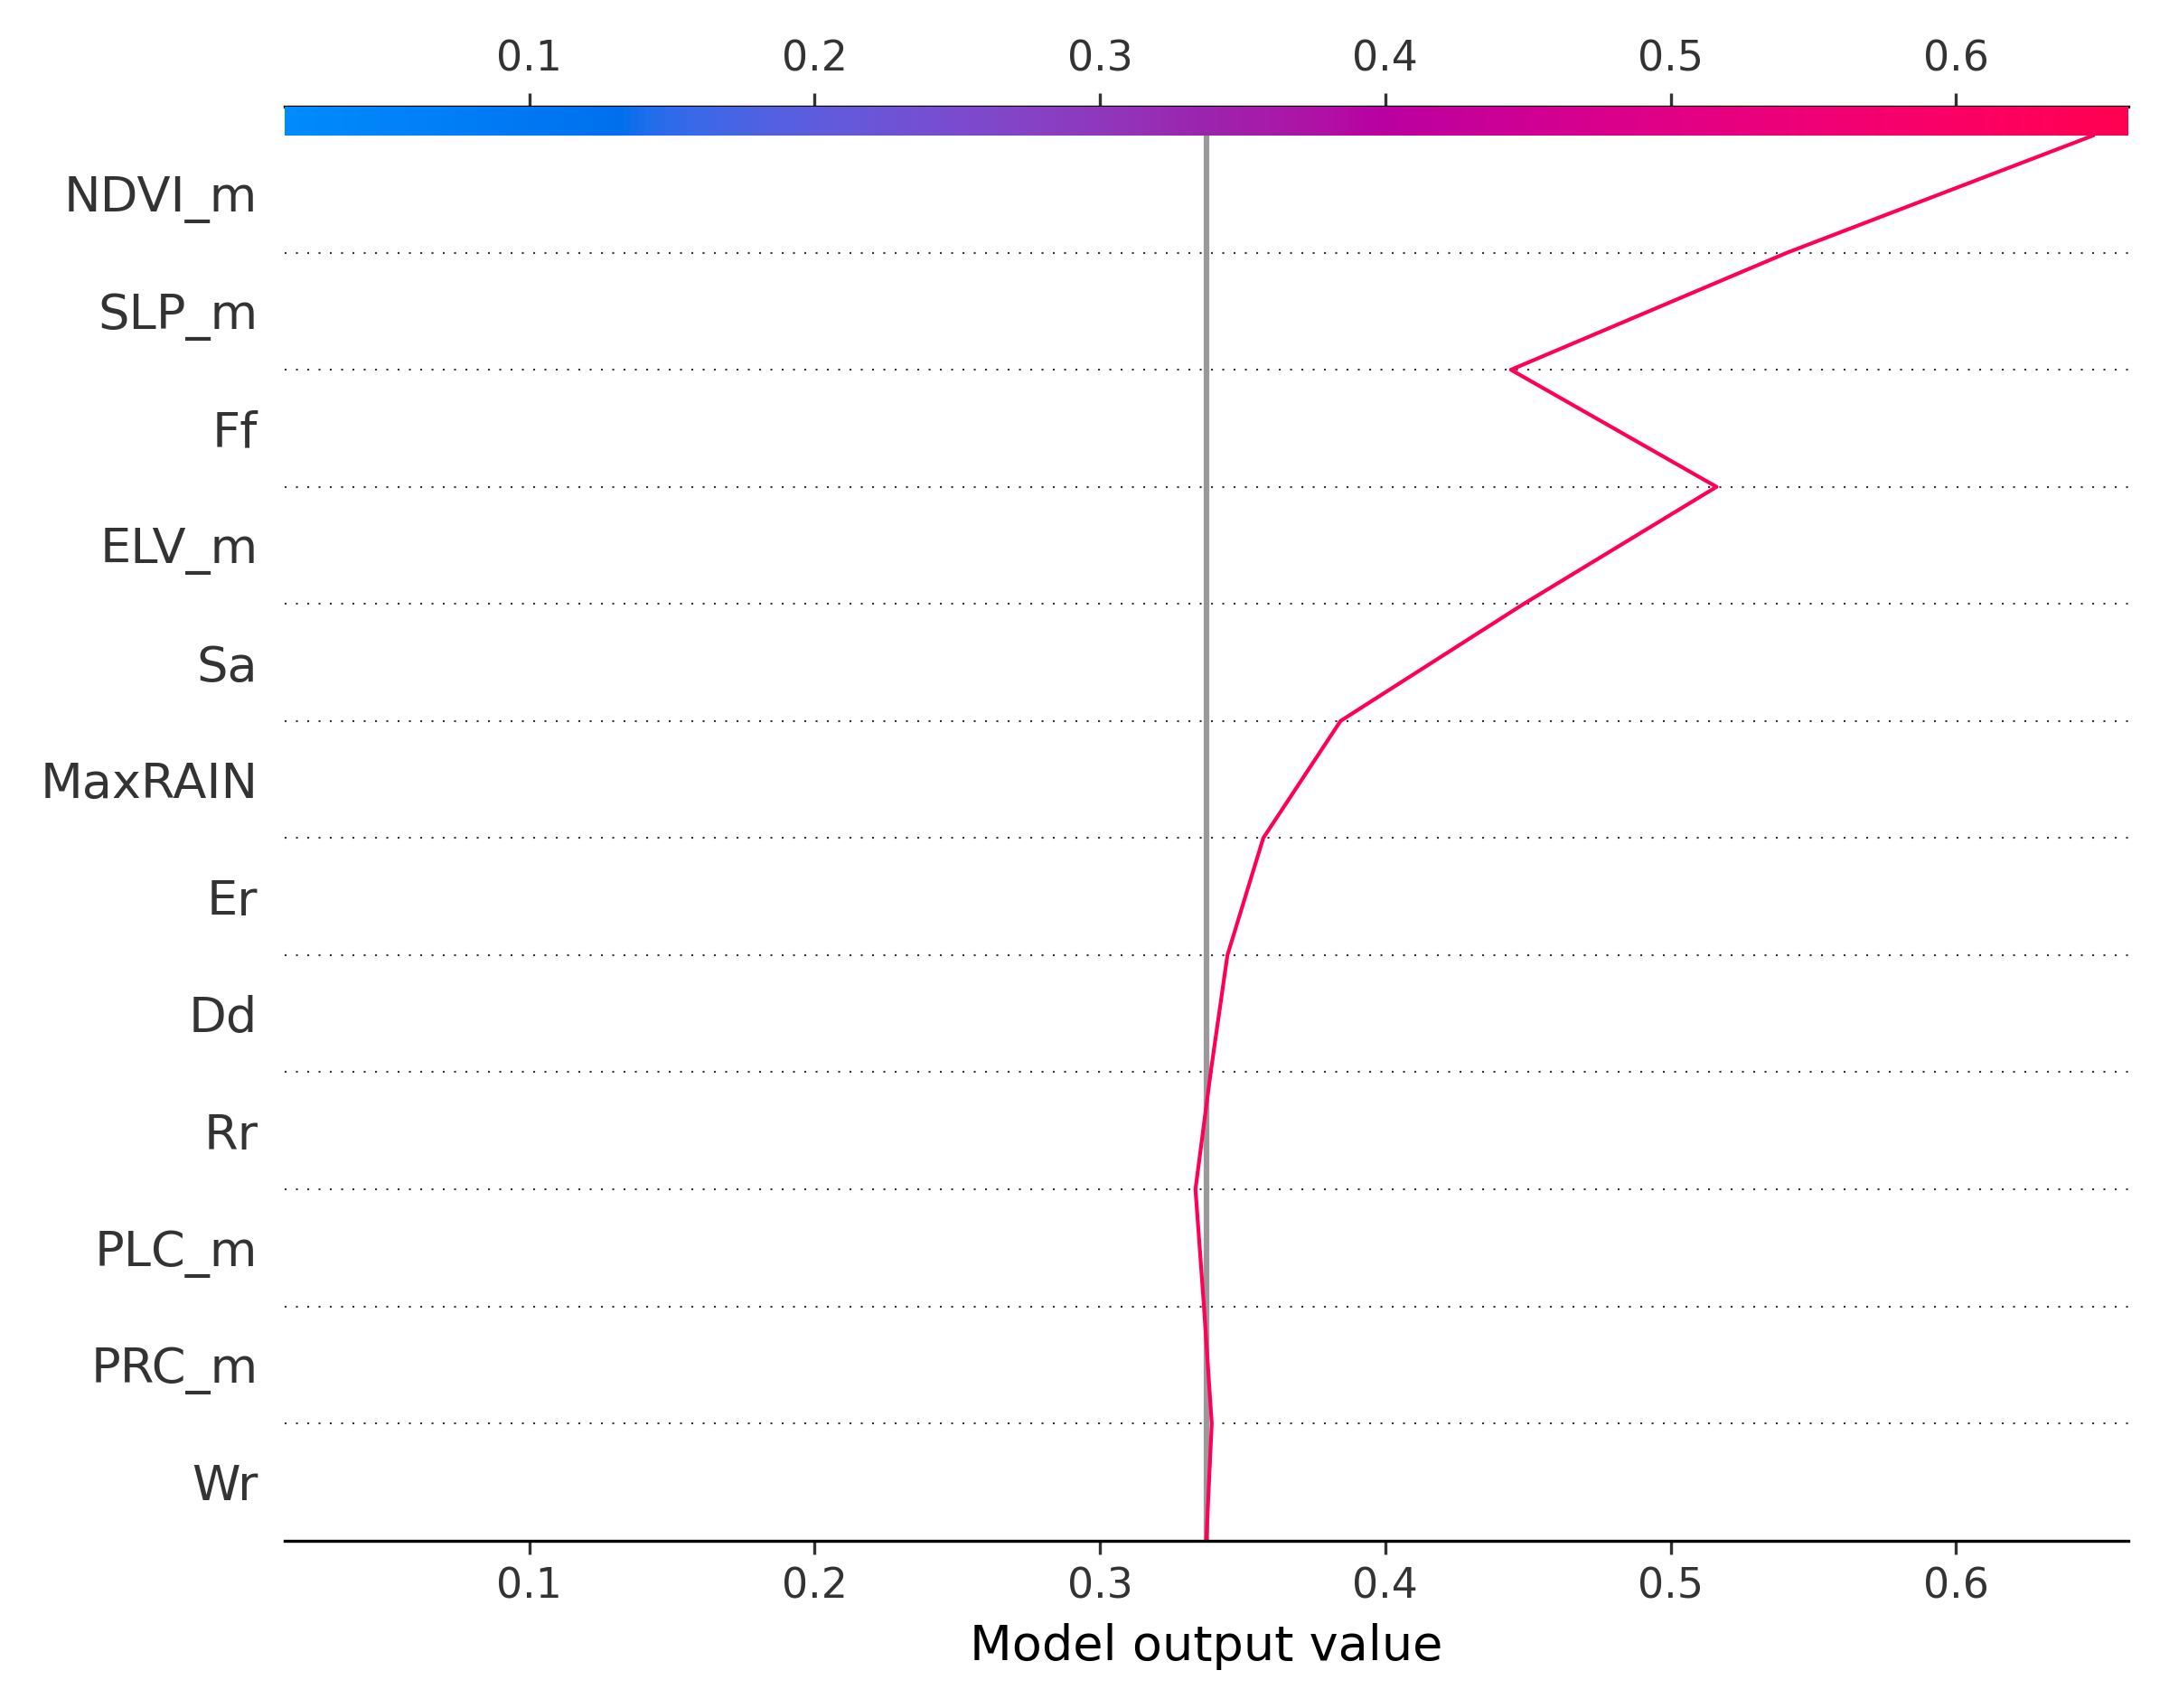 0.1 0.2 0.3 0.4 0.5 0.6
NDVI_m
SLP_m
Ff
ELV_m
Sa
MaxRAIN
Er
Dd
Rr
PLC_m
PRC_m
Wr
0.1 0.2 0.3 0.4 0.5 0.6
Model output value